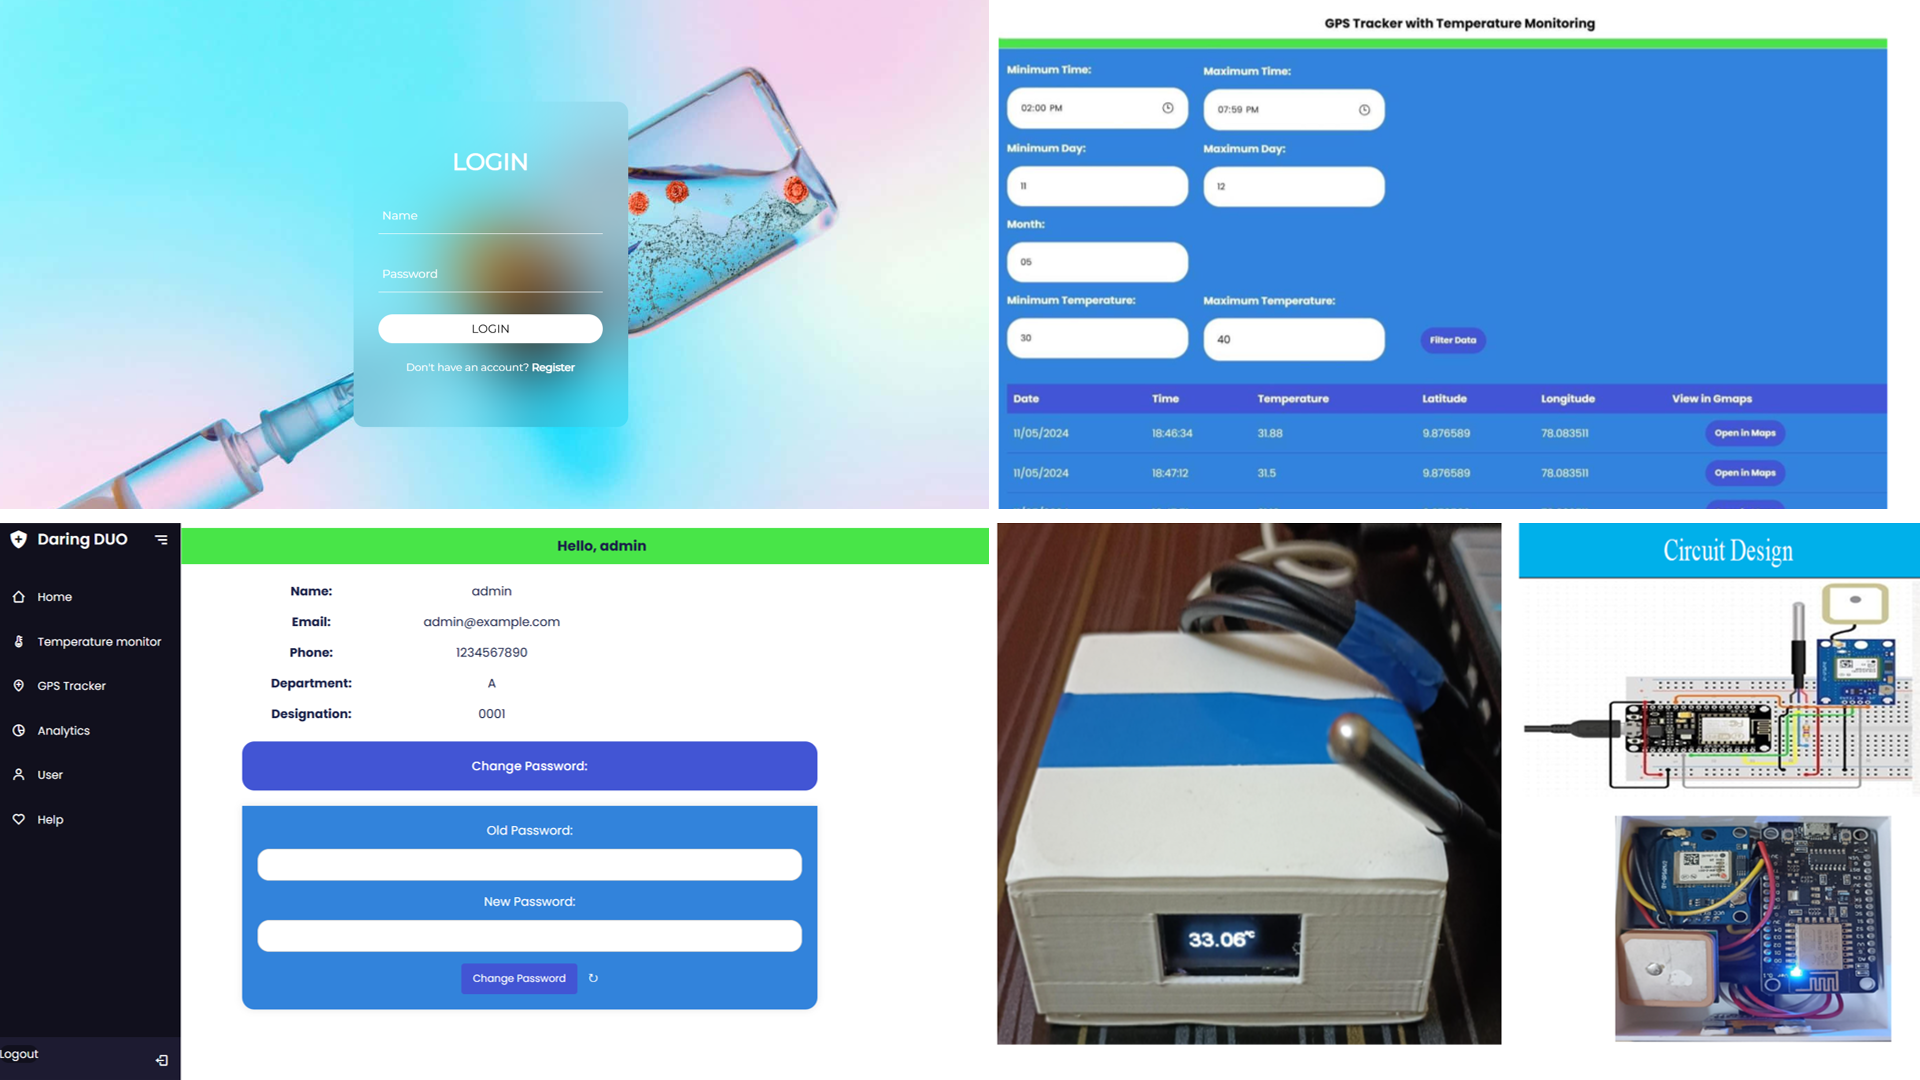 LOGIN
Name
Password
LOGIN
Don't have an account? Register
GPS Tracker with Temperature Monitoring
Minimum Time:
Maximum Time:
02:00 PM
07:59 PM
Minimum Day:
Maximum Day:
11
12
Month:
05
Minimum Temperature:
Maximum Temperature:
30
40
Filter Data
Date Time Temperature Latitude Longitude View in Gmaps
11/05/2024 18:46:34 31.88 9.876589 78.083511 Open in Maps
11/05/2024 18:47:12 31.5 9.876589 78.083511 Open in Maps
Daring DUO
Home
Temperature monitor
GPS Tracker
Analytics
User
Help
Logout
Hello, admin
Name: admin
Email: admin@example.com
Phone: 1234567890
Department: A
Designation: 0001
Change Password:
Old Password:
New Password:
Change Password
33.06°C
Circuit Design